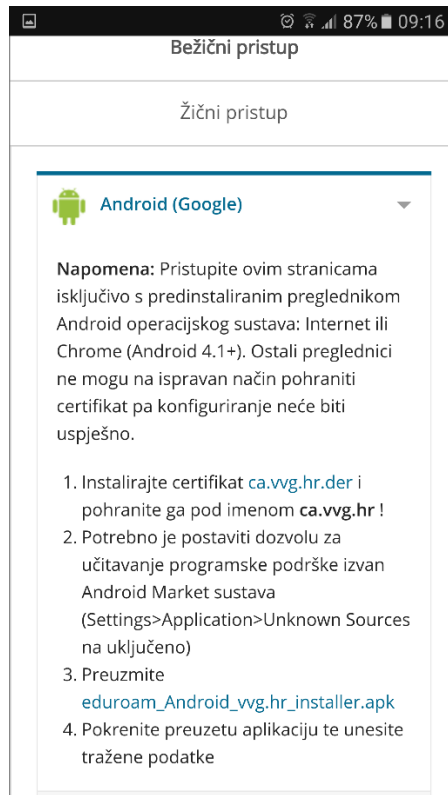 87% 09:16
Bežični pristup
Žični pristup
Android (Google)
Napomena: Pristupite ovim stranicama
isključivo s predinstaliranim preglednikom
Android operacijskog sustava: Internet ili
Chrome (Android 4.1+). Ostali preglednici
ne mogu na ispravan način pohraniti
certifikat pa konfiguriranje neće biti
uspješno.
1. Instalirajte certifikat ca.vvg.hr.der i
pohranite ga pod imenom ca.vvg.hr !
2. Potrebno je postaviti dozvolu za
učitavanje programske podrške izvan
Android Market sustava
(Settings>Application>Unknown Sources
na uključeno)
3. Preuzmite
eduroam_Android_vvg.hr_installer.apk
4. Pokrenite preuzetu aplikaciju te unesite
tražene podatke